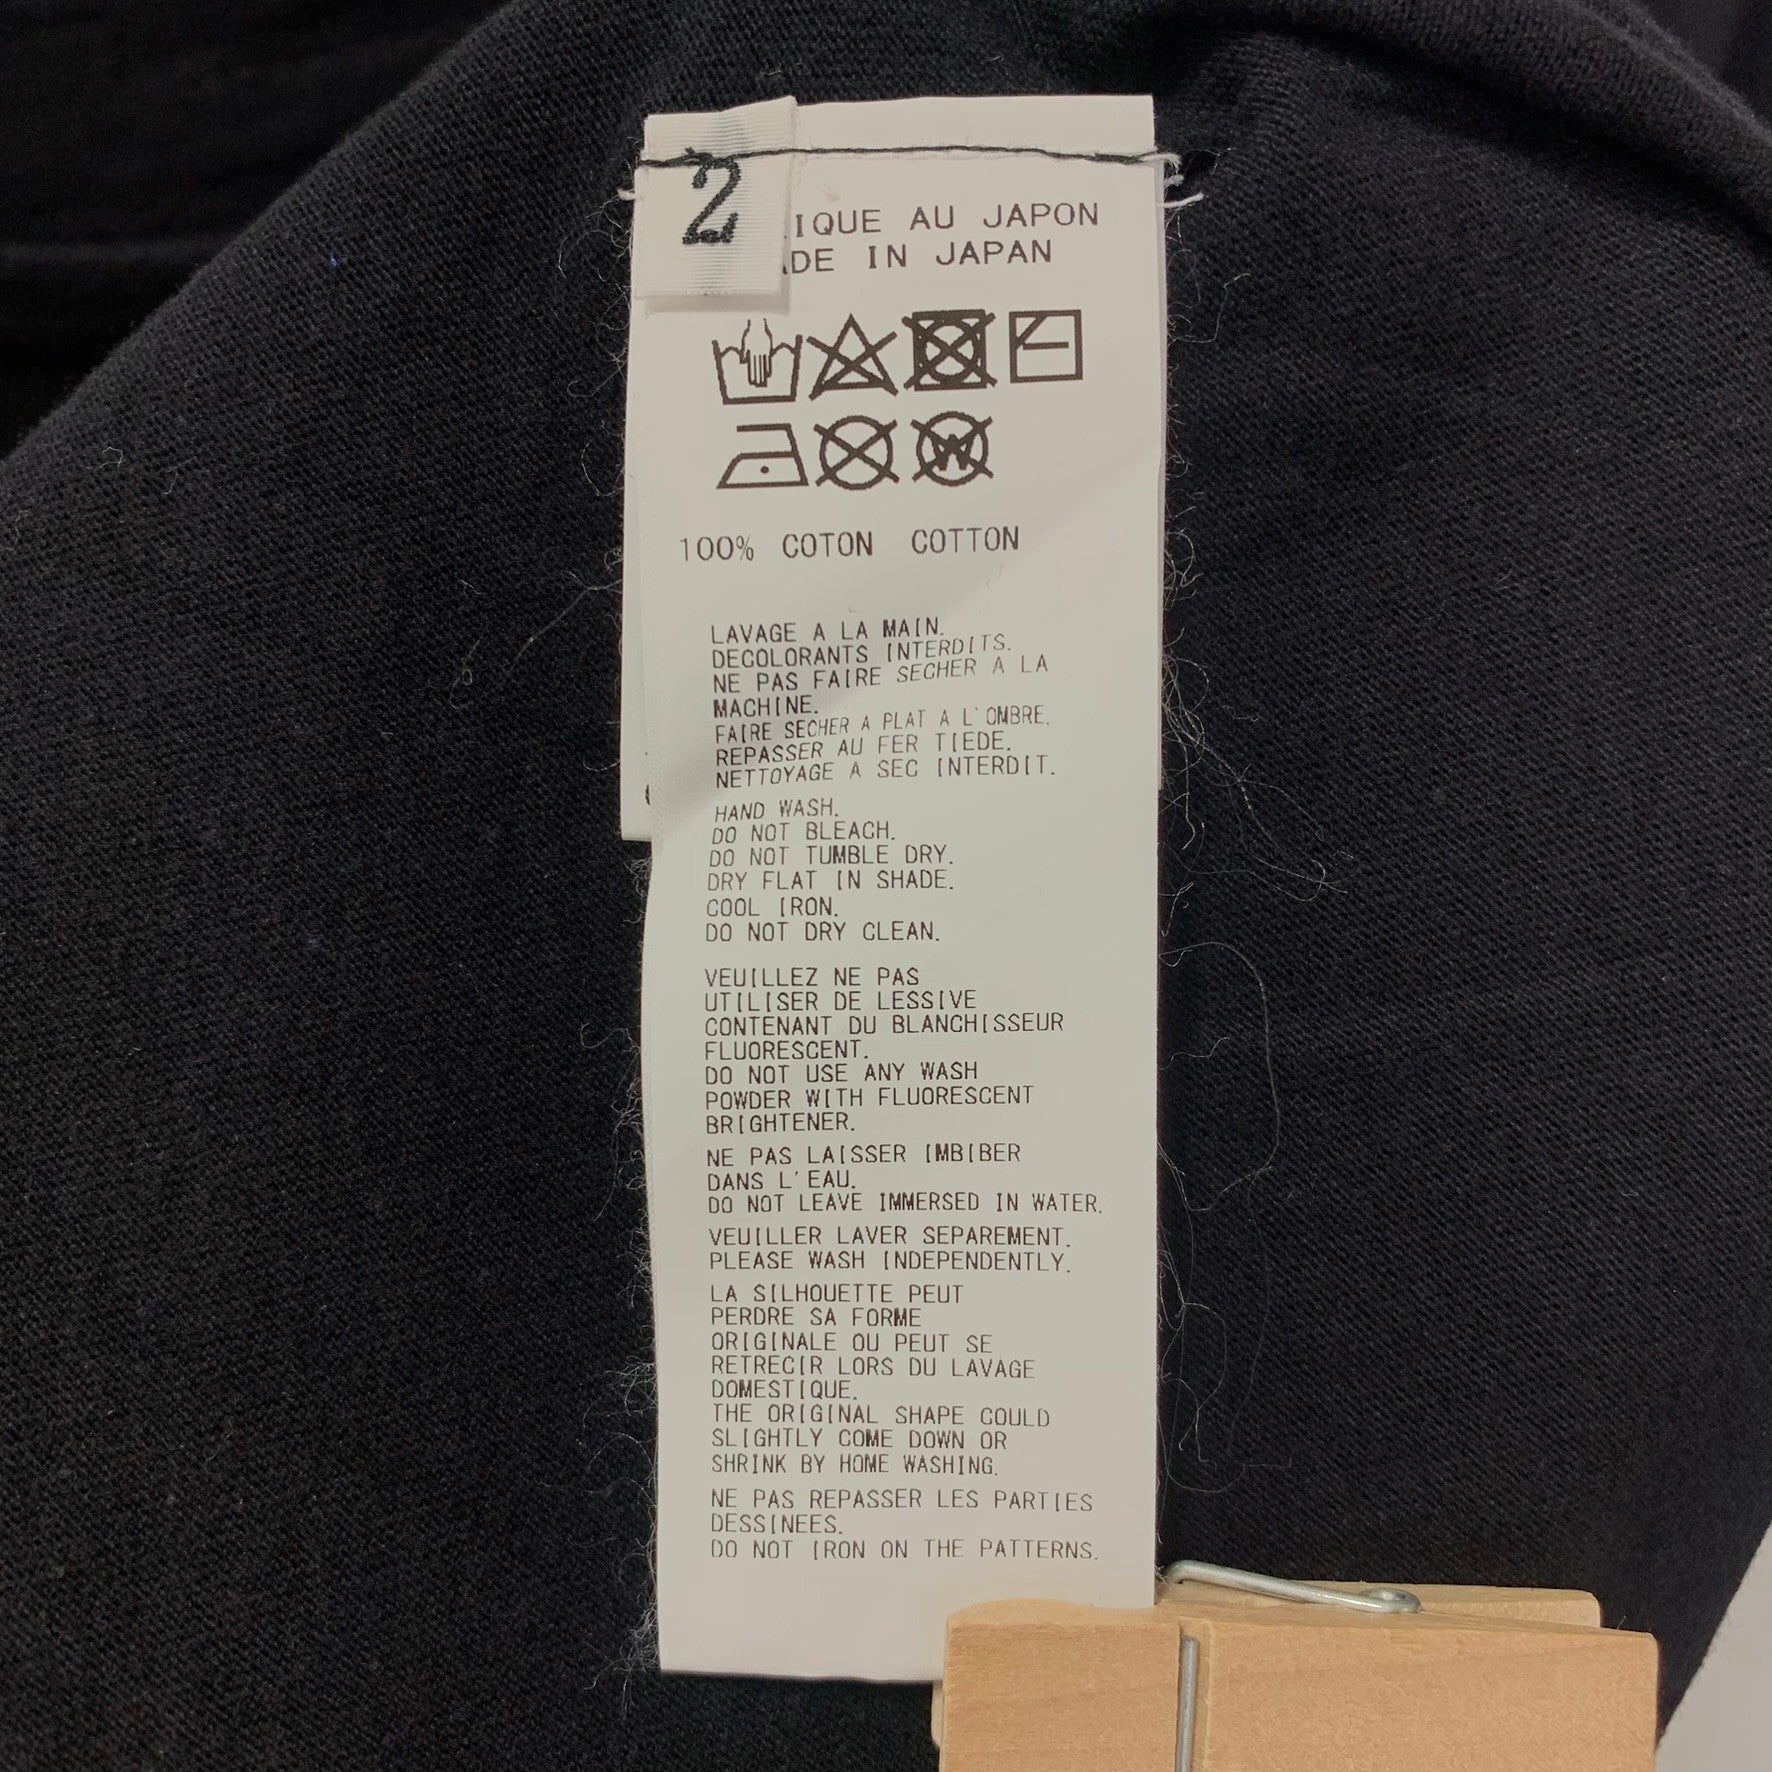 2
IQUE AU JAPON
DE IN JAPAN
W
100% COTON COTTON
LAVAGE A LA MAIN.
DECOLORANTS INTERDITS.
NE PAS FAIRE SECHER A LA
MACHINE.
FAIRE SECHER A PLAT A L'OMBRE.
REPASSER AU FER TIEDE.
NETTOYAGE A SEC INTERDIT.
HAND WASH.
DO NOT BLEACH.
DO NOT TUMBLE DRY.
DRY FLAT IN SHADE.
COOL IRON.
DO NOT DRY CLEAN.
VEUILLEZ NE PAS
UTILISER DE LESSIVE
CONTENANT DU BLANCHISSEUR
FLUORESCENT.
DO NOT USE ANY WASH
POWDER WITH FLUORESCENT
BRIGHTENER.
NE PAS LAISSER IMBIBER
DANS L'EAU.
DO NOT LEAVE IMMERSED IN WATER.
VEUILLER LAVER SEPAREMENT.
PLEASE WASH INDEPENDENTLY.
LA SILHOUETTE PEUT
PERDRE SA FORME
ORIGINALE OU PEUT SE
RETRECIR LORS DU LAVAGE
DOMESTIQUE.
THE ORIGINAL SHAPE COULD
SLIGHTLY COME DOWN OR
SHRINK BY HOME WASHING.
NE PAS REPASSER LES PARTIES
DESSINEES.
DO NOT IRON ON THE PATTERNS.